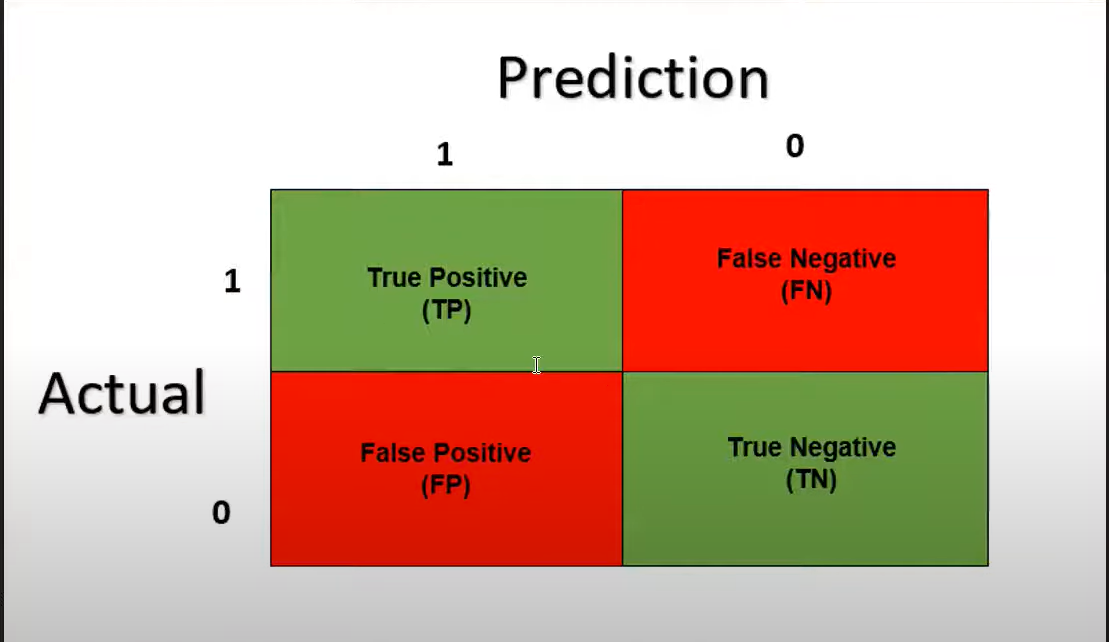 Prediction
1
0
1
True Positive
(TP)
False Negative
(FN)
Actual
0
False Positive
(FP)
True Negative
(TN)